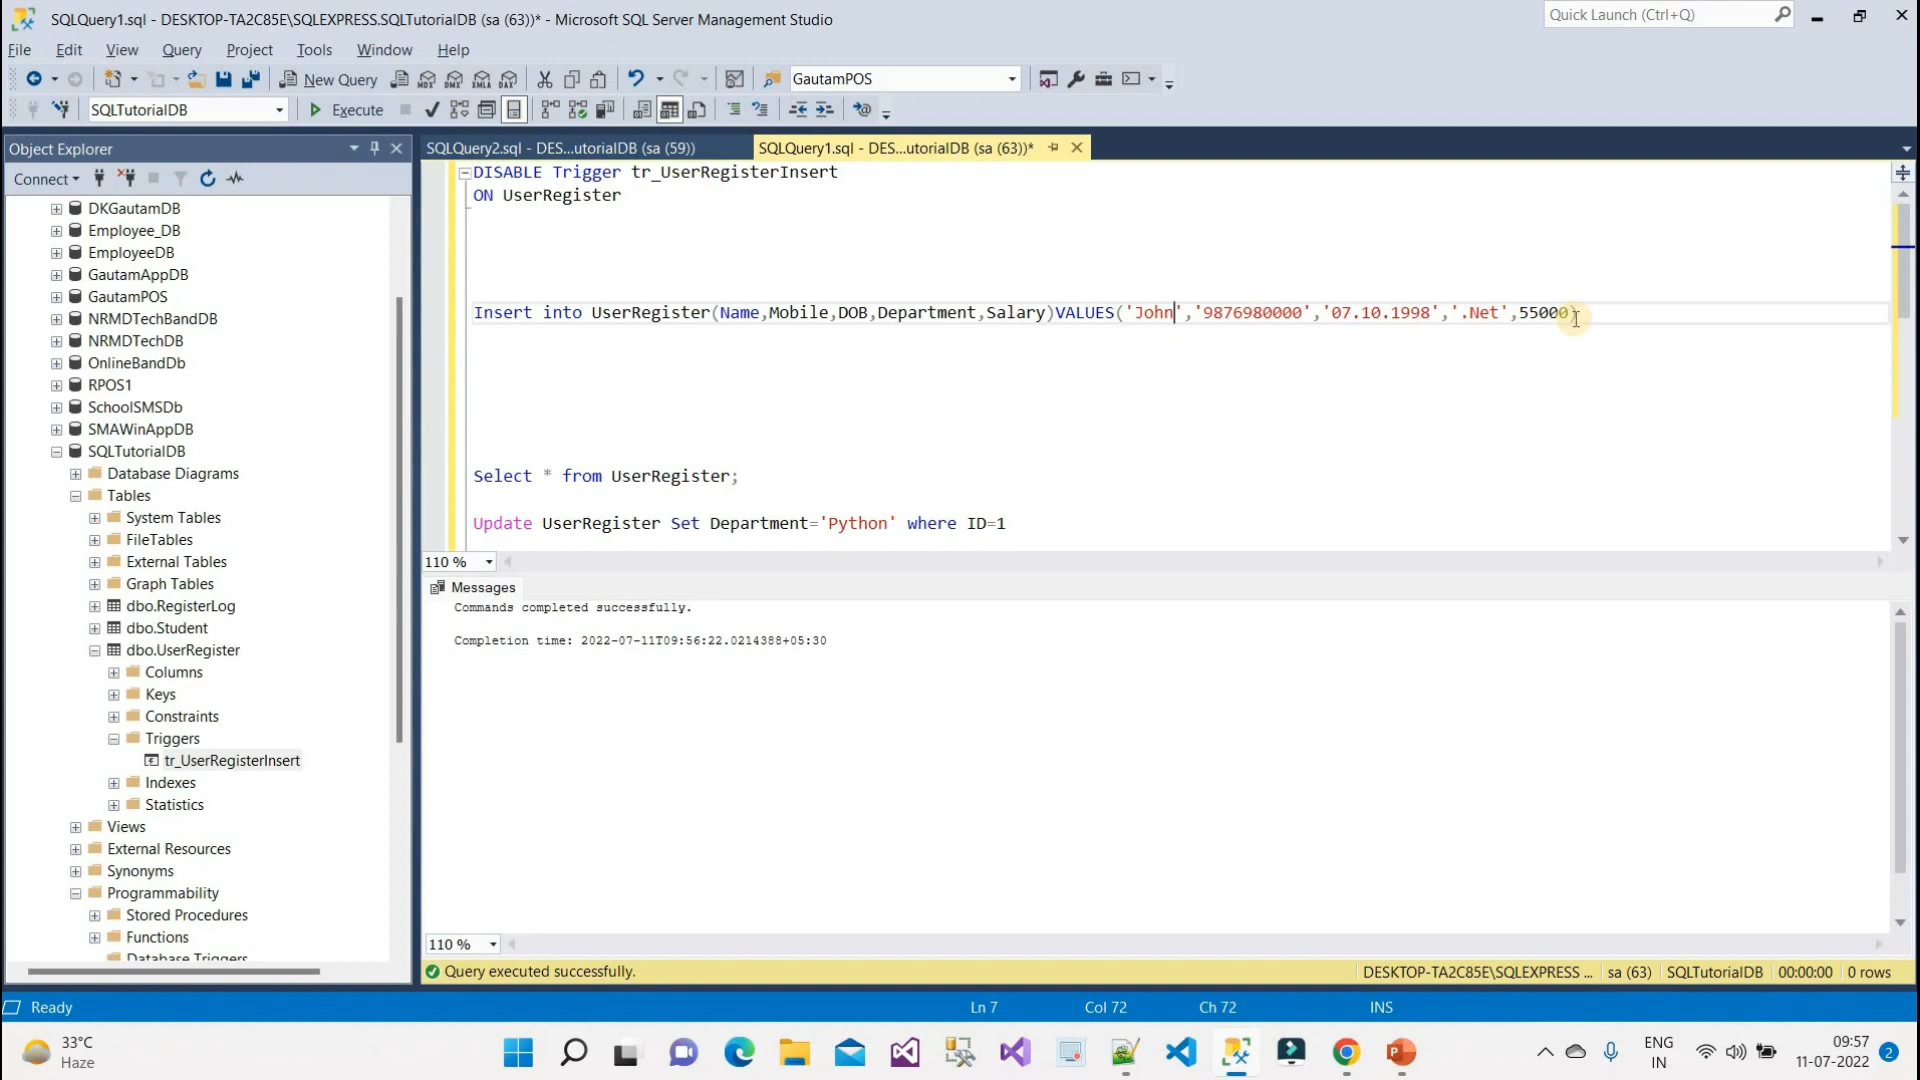 SQLQuery1.sql - DESKTOP-TA2C85E\SQLEXPRESS.SQLTutorialDB (sa (63))* - Microsoft SQL Server Management Studio
Quick Launch (Ctrl+Q)
File Edit View Query Project Tools Window Help
New Query
MDX DMX XMLA DAX
GautamPOS
SQLTutorialDB
Execute
Object Explorer
SQLQuery2.sql - DES...utorialDB (sa (59))
SQLQuery1.sql - DES...utorialDB (sa (63))*
Connect
DKGautamDB
Employee_DB
EmployeeDB
GautamAppDB
GautamPOS
NRMDTechBandDB
NRMDTechDB
OnlineBandDb
RPOS1
SchoolSMSDb
SMAWinAppDB
SQLTutorialDB
Database Diagrams
Tables
System Tables
FileTables
External Tables
Graph Tables
dbo.RegisterLog
dbo.Student
dbo.UserRegister
Columns
Keys
Constraints
Triggers
tr_UserRegisterInsert
Indexes
Statistics
Views
External Resources
Synonyms
Programmability
Stored Procedures
Functions
Database Triggers
DISABLE Trigger tr_UserRegisterInsert
ON UserRegister
Insert into UserRegister(Name,Mobile,DOB,Department,Salary)VALUES('John','9876980000','07.10.1998','.Net',55000)
Select * from UserRegister;
Update UserRegister Set Department='Python' where ID=1
110 %
Messages
Commands completed successfully.
Completion time: 2022-07-11T09:56:22.0214388+05:30
110 %
Query executed successfully.
DESKTOP-TA2C85E\SQLEXPRESS ... sa (63) SQLTutorialDB 00:00:00 0 rows
Ready
Ln 7 Col 72 Ch 72 INS
33°C
Haze
ENG
IN
09:57
11-07-2022
2